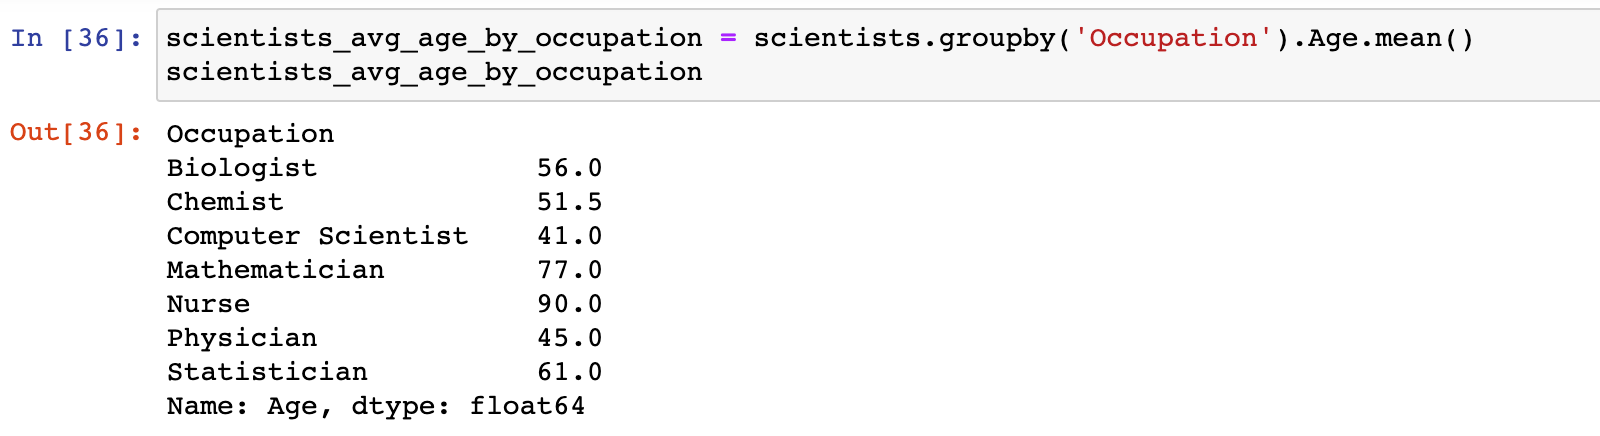 In [36]: scientists_avg_age_by_occupation = scientists.groupby('Occupation').Age.mean()
scientists_avg_age_by_occupation
Out[36]: Occupation
Biologist 56.0
Chemist 51.5
Computer Scientist 41.0
Mathematician 77.0
Nurse 90.0
Physician 45.0
Statistician 61.0
Name: Age, dtype: float64